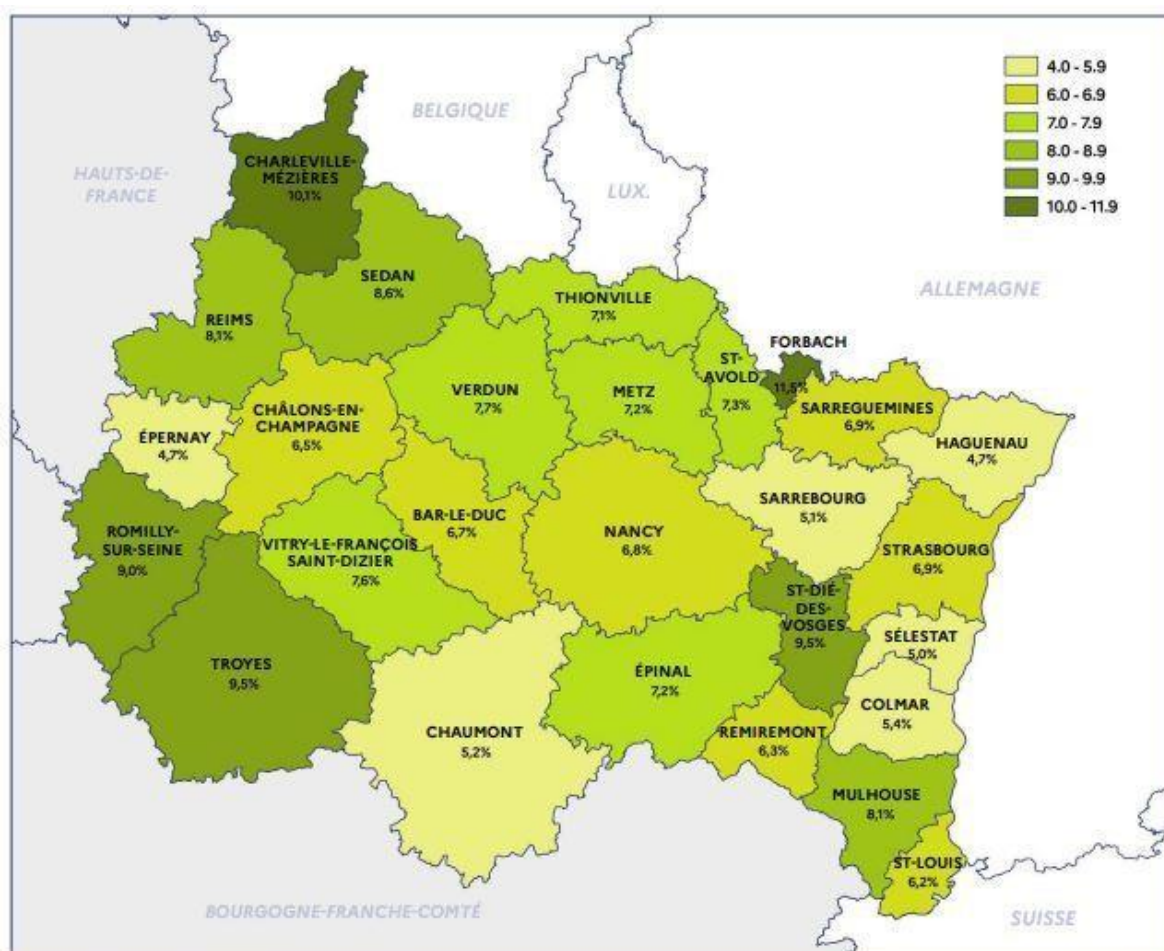 4.0 - 5.9
6.0 - 6.9
7.0 - 7.9
8.0 - 8.9
9.0 - 9.9
10.0 - 11.9
BELGIQUE
HAUTS-DE-
FRANCE
LUX.
ALLEMAGNE
CHARLEVILLE-
MÉZIÈRES
10,1%
SEDAN
8,6%
REIMS
8,1%
THIONVILLE
7,1%
FORBACH
11,5%
ST-
AVOLD
7,3%
VERDUN
7,7%
METZ
7,2%
SARREGUEMINES
6,9%
CHÂLONS-EN-
CHAMPAGNE
6,5%
ÉPERNAY
4,7%
HAGUENAU
4,7%
SARREBOURG
5,1%
BAR-LE-DUC
6,7%
NANCY
6,8%
ROMILLY-
SUR-SEINE
9,0%
VITRY-LE-FRANÇOIS
SAINT-DIZIER
7,6%
STRASBOURG
6,9%
ST-DIÉ-
DES-
VOSGES
9,5%
SÉLESTAT
5,0%
TROYES
9,5%
ÉPINAL
7,2%
COLMAR
5,4%
CHAUMONT
5,2%
REMIREMONT
6,3%
MULHOUSE
8,1%
ST-LOUIS
6,2%
BOURGOGNE-FRANCHE-COMTÉ
SUISSE